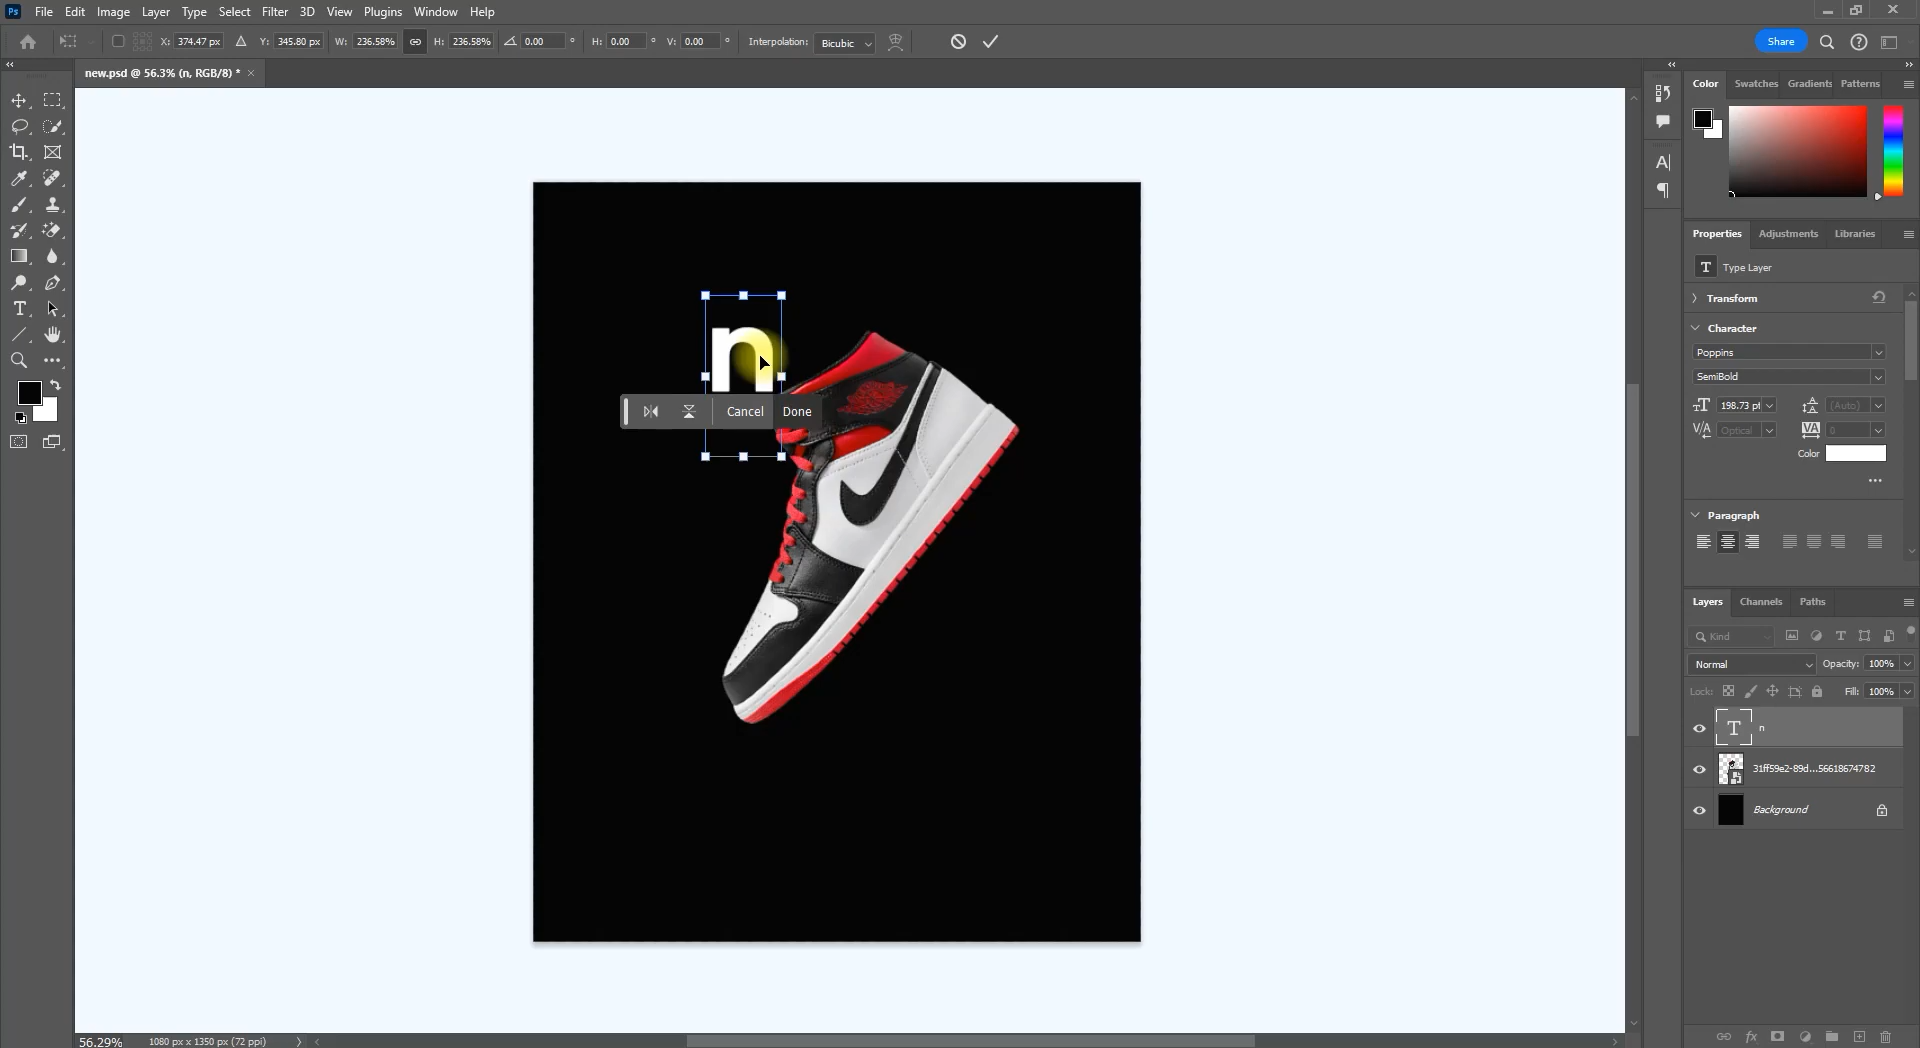 Ps File Edit Image Layer Type Select Filter 3D View Plugins Window Help
X: 374.47 px Y: 345.80 px W: 236.58% H: 236.58% 0.00 ° H: 0.00 ° V: 0.00 ° Interpolation: Bicubic Share
new.psd @ 56.3% (n, RGB/8) * ×
Color Swatches Gradients Patterns
Properties Adjustments Libraries
T Type Layer
Transform
Character
Poppins
SemiBold
198.73 pt (Auto)
Optical 0
Color
Paragraph
n
Cancel Done
Layers Channels Paths
Kind
Normal Opacity: 100%
Lock: Fill: 100%
T n
31ff59e2-89d...56618674782
Background
56.29% 1080 px x 1350 px (72 ppi)